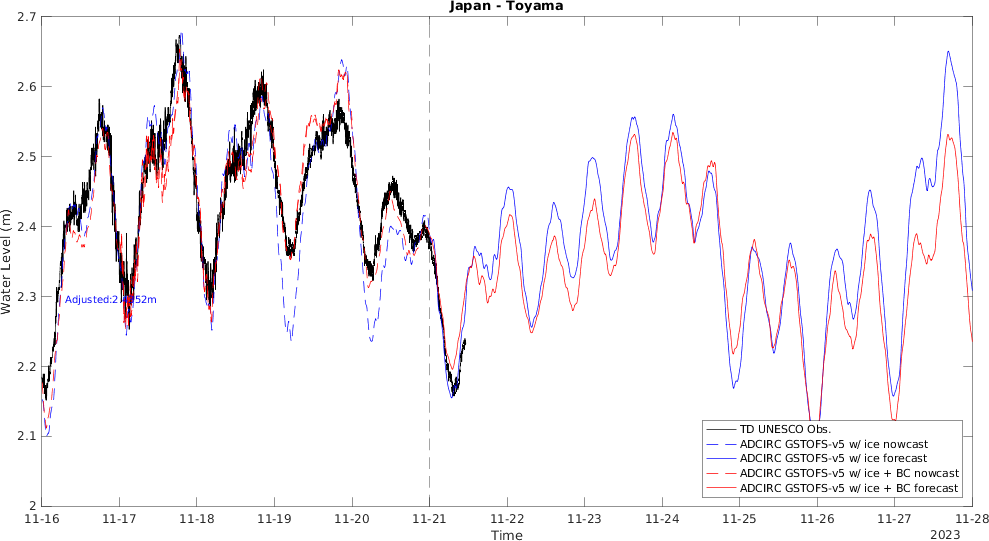 Japan - Toyama
2.7
2.6
2.5
2.4
2.3
2.2
2.1
2
Water Level (m)
TD UNESCO Obs.
ADCIRC GSTOFS-v5 w/ ice nowcast
ADCIRC GSTOFS-v5 w/ ice forecast
ADCIRC GSTOFS-v5 w/ ice + BC nowcast
ADCIRC GSTOFS-v5 w/ ice + BC forecast
11-16 11-17 11-18 11-19 11-20 11-21 11-22 11-23 11-24 11-25 11-26 11-27 11-28
Time
2023